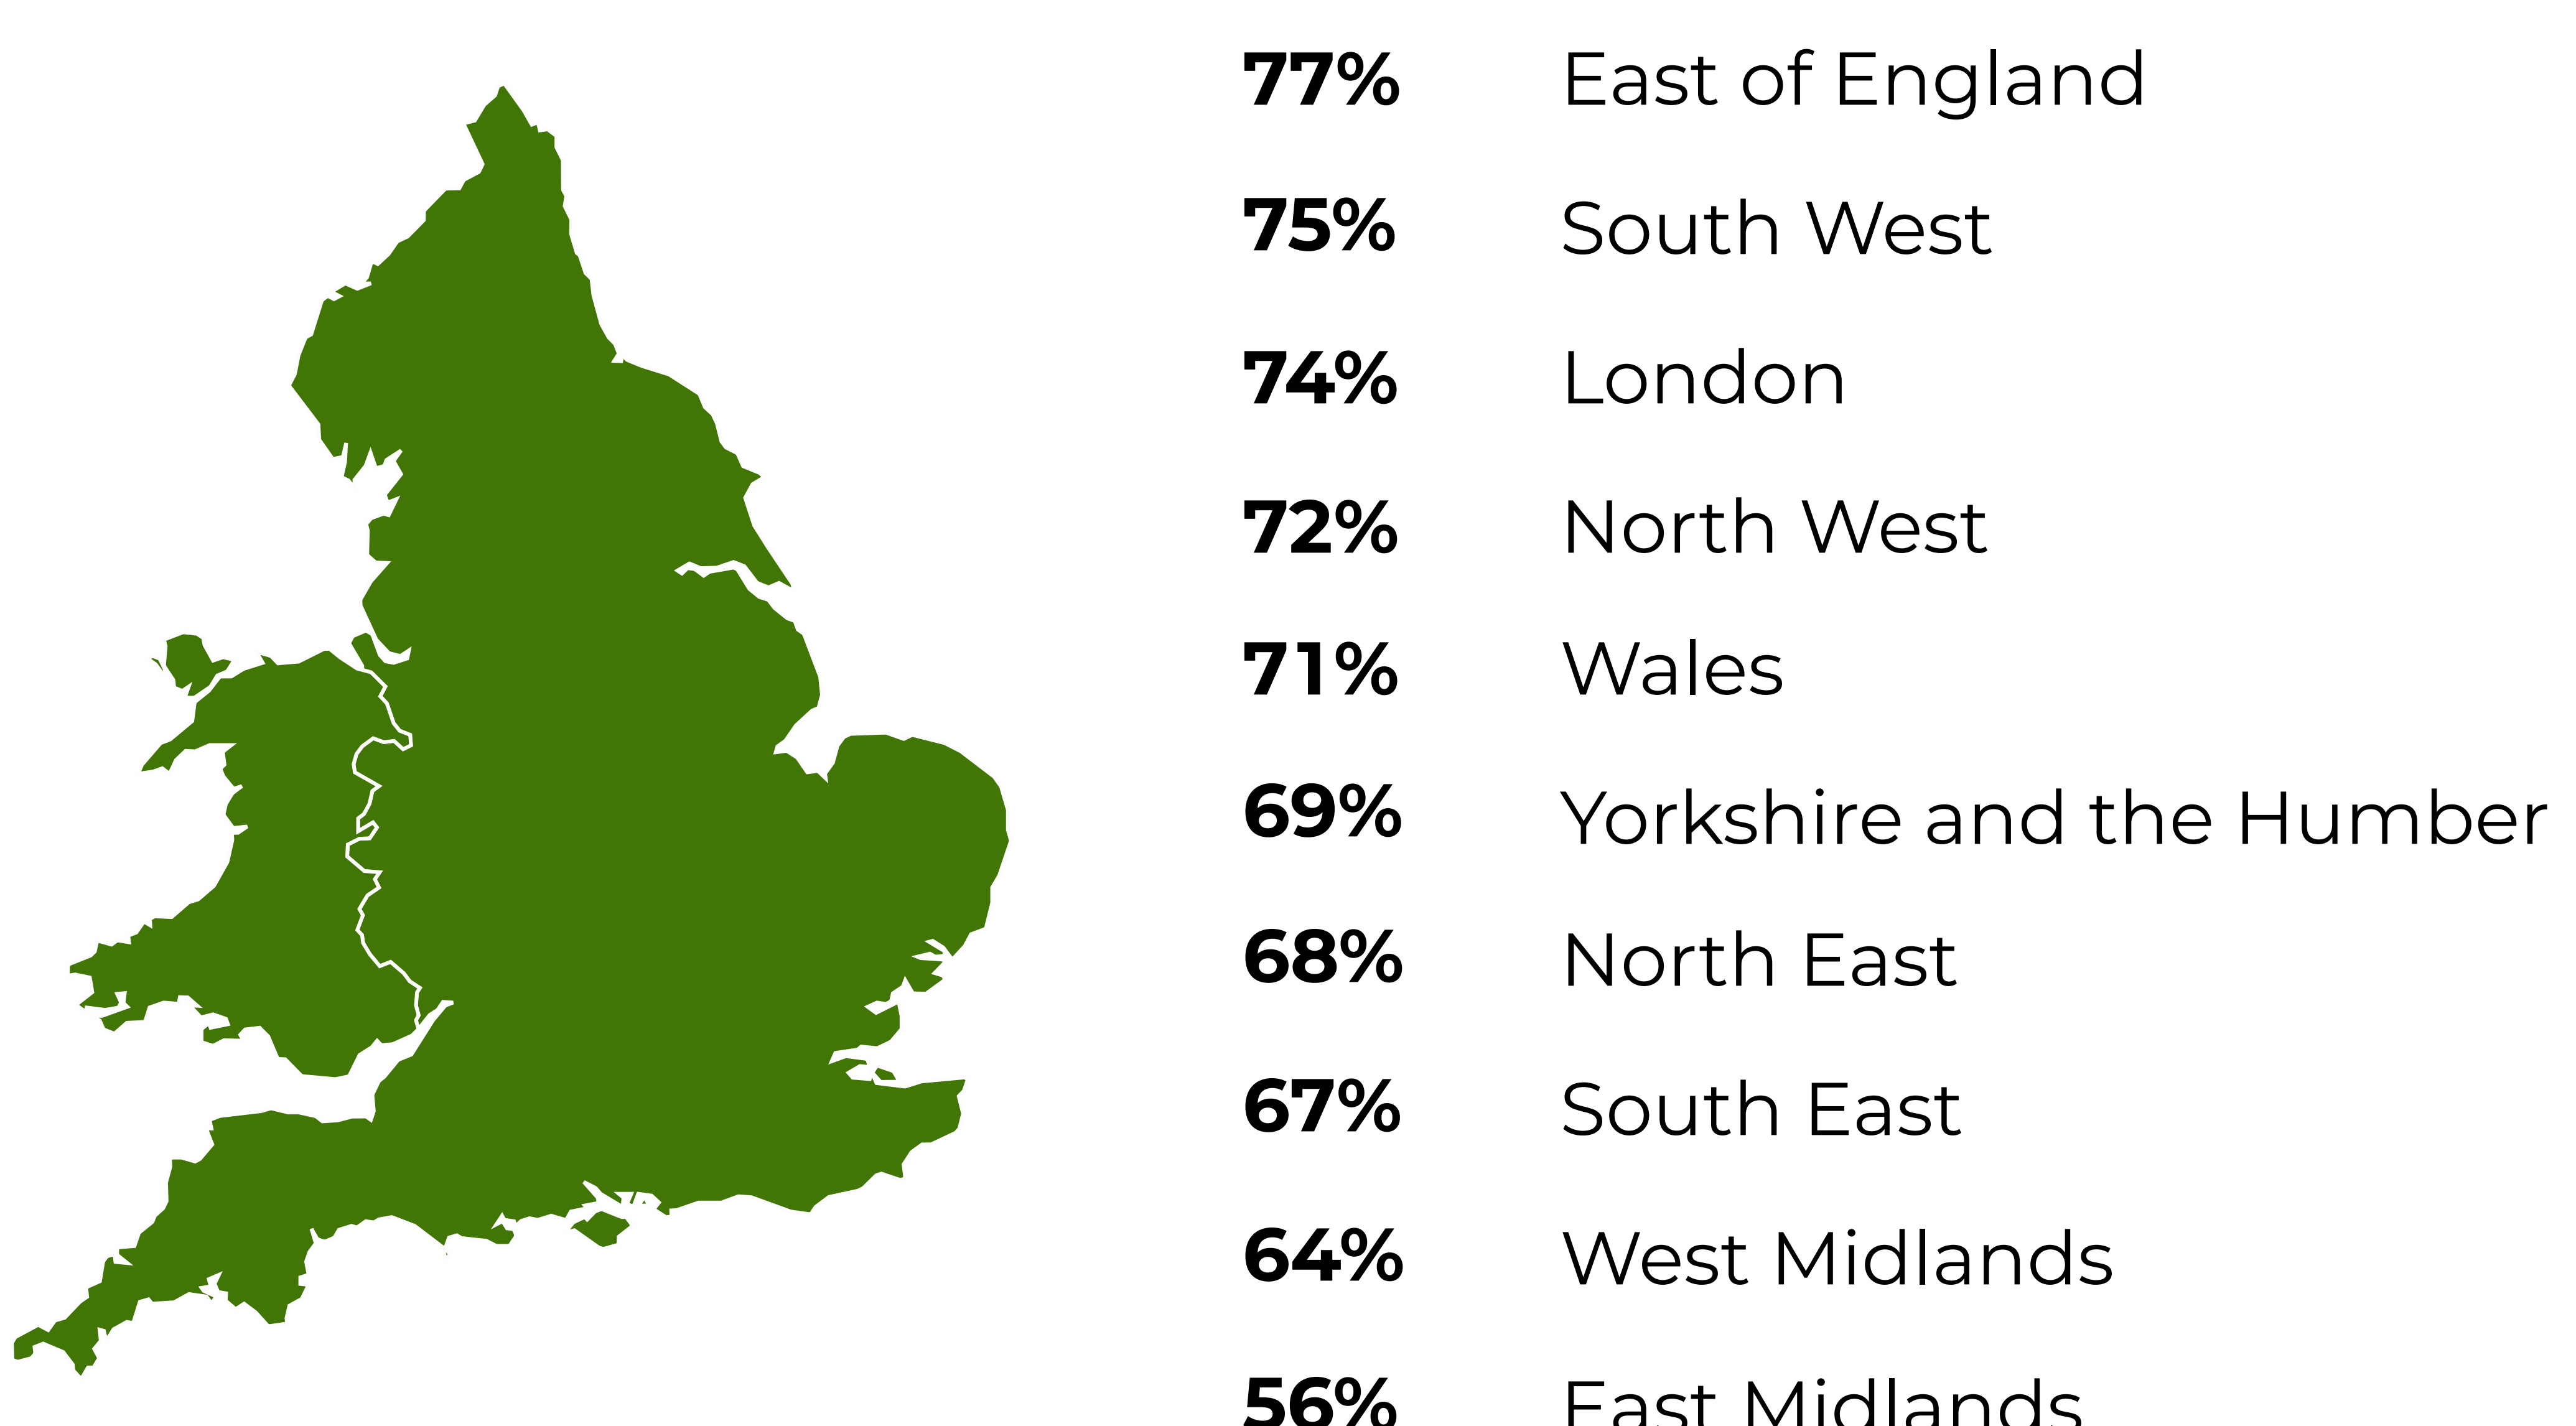 77% East of England
75% South West
74% London
72% North West
71% Wales
69% Yorkshire and the Humber
68% North East
67% South East
64% West Midlands
56% East Midlands